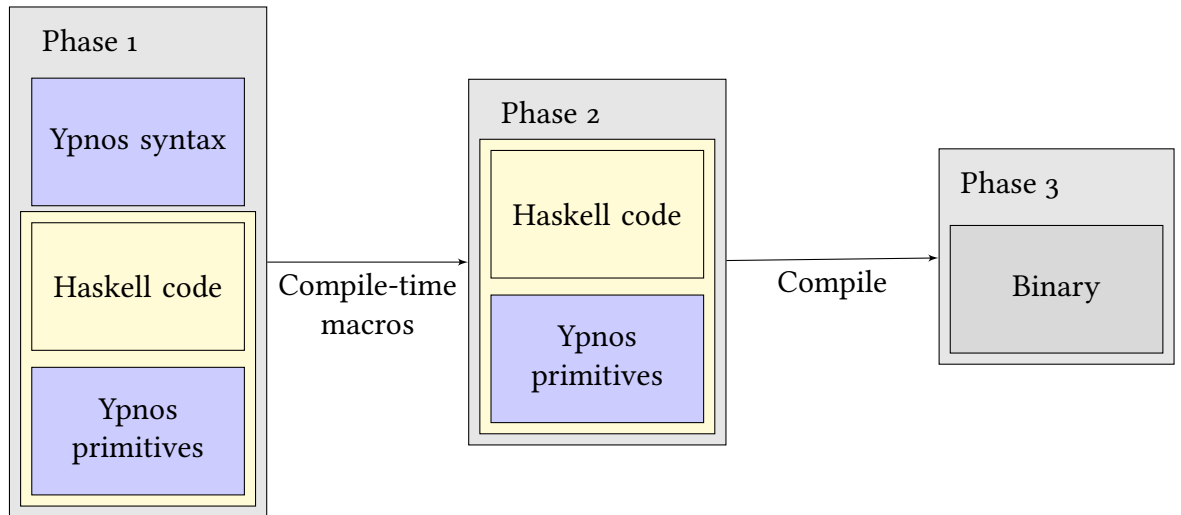 Phase 1
Ypnos syntax
Haskell code
Ypnos
primitives
Compile-time
macros
Phase 2
Haskell code
Ypnos
primitives
Compile
Phase 3
Binary